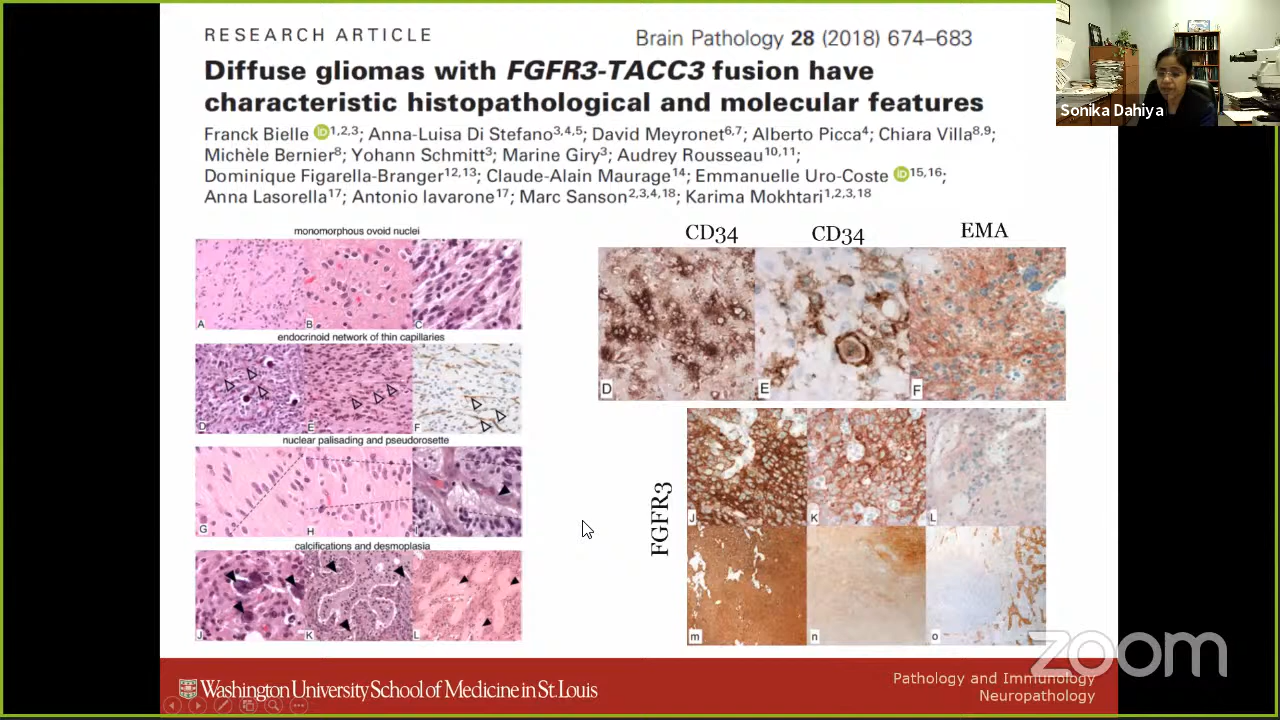 RESEARCH ARTICLE
Brain Pathology 28 (2018) 674–683
Sonika Dahiya
Diffuse gliomas with FGFR3-TACC3 fusion have
characteristic histopathological and molecular features
Franck Bielle iD 1,2,3; Anna-Luisa Di Stefano3,4,5; David Meyronet6,7; Alberto Picca4; Chiara Villa8,9;
Michèle Bernier8; Yohann Schmitt3; Marine Giry3; Audrey Rousseau10,11;
Dominique Figarella-Branger12,13; Claude-Alain Maurage14; Emmanuelle Uro-Coste iD 15,16;
Anna Lasorella17; Antonio Iavarone17; Marc Sanson2,3,4,18; Karima Mokhtari1,2,3,18
monomorphous ovoid nuclei
A B C
endocrinoid network of thin capillaries
D E F
nuclear palisading and pseudorosette
G H I
calcifications and desmoplasia
J K L
CD34 CD34 EMA
D E F
FGFR3
J K L
m n o
zoom
Washington University School of Medicine in St. Louis
Pathology and Immunology
Neuropathology